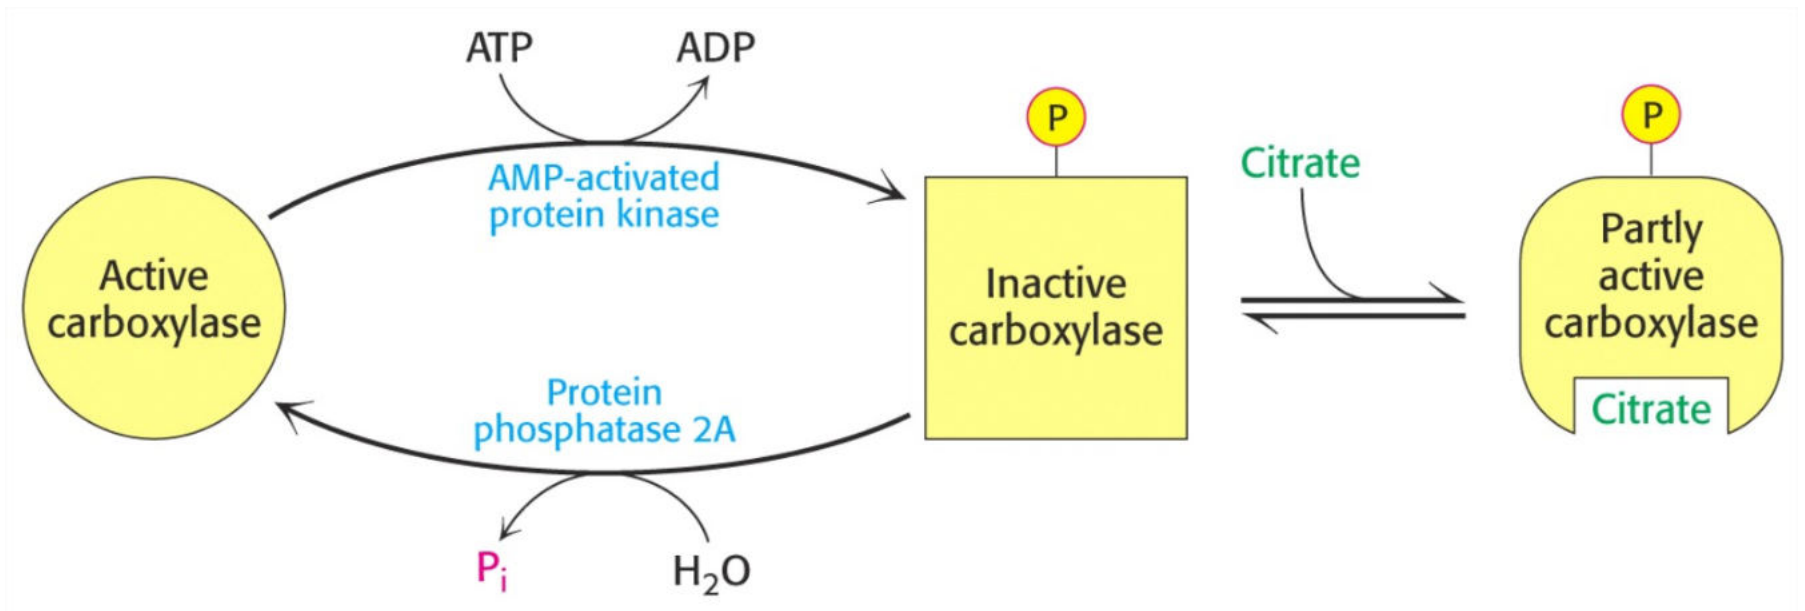 ATP
ADP
AMP-activated
protein kinase
Active
carboxylase
P
Inactive
carboxylase
Citrate
P
Partly
active
carboxylase
Citrate
Protein
phosphatase 2A
Pi
H2O